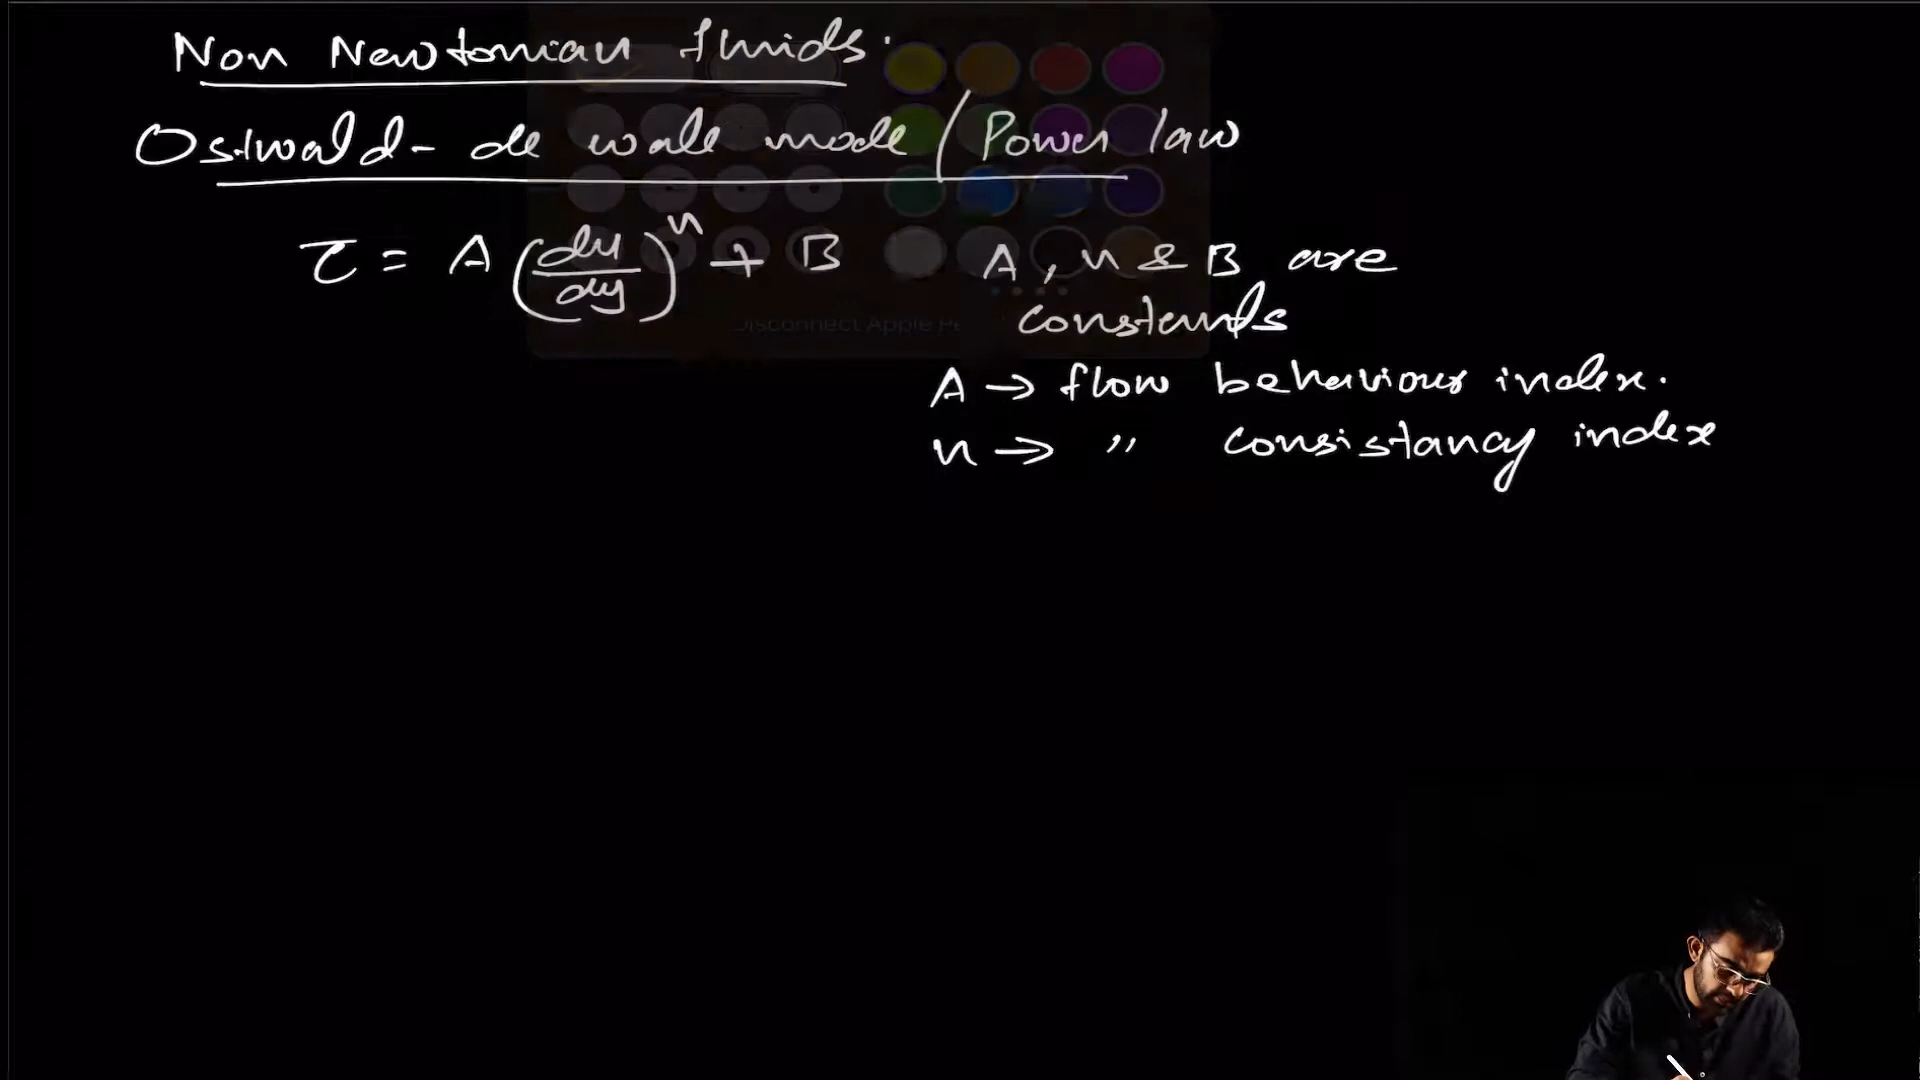 Non Newtonian fluids.
Ostwald- de wale mode / Power law
τ = A (du/dy)^n + B
A, n & B are
constants
A → flow behaviour index.
n → " consistancy index
Disconnect Apple Pe